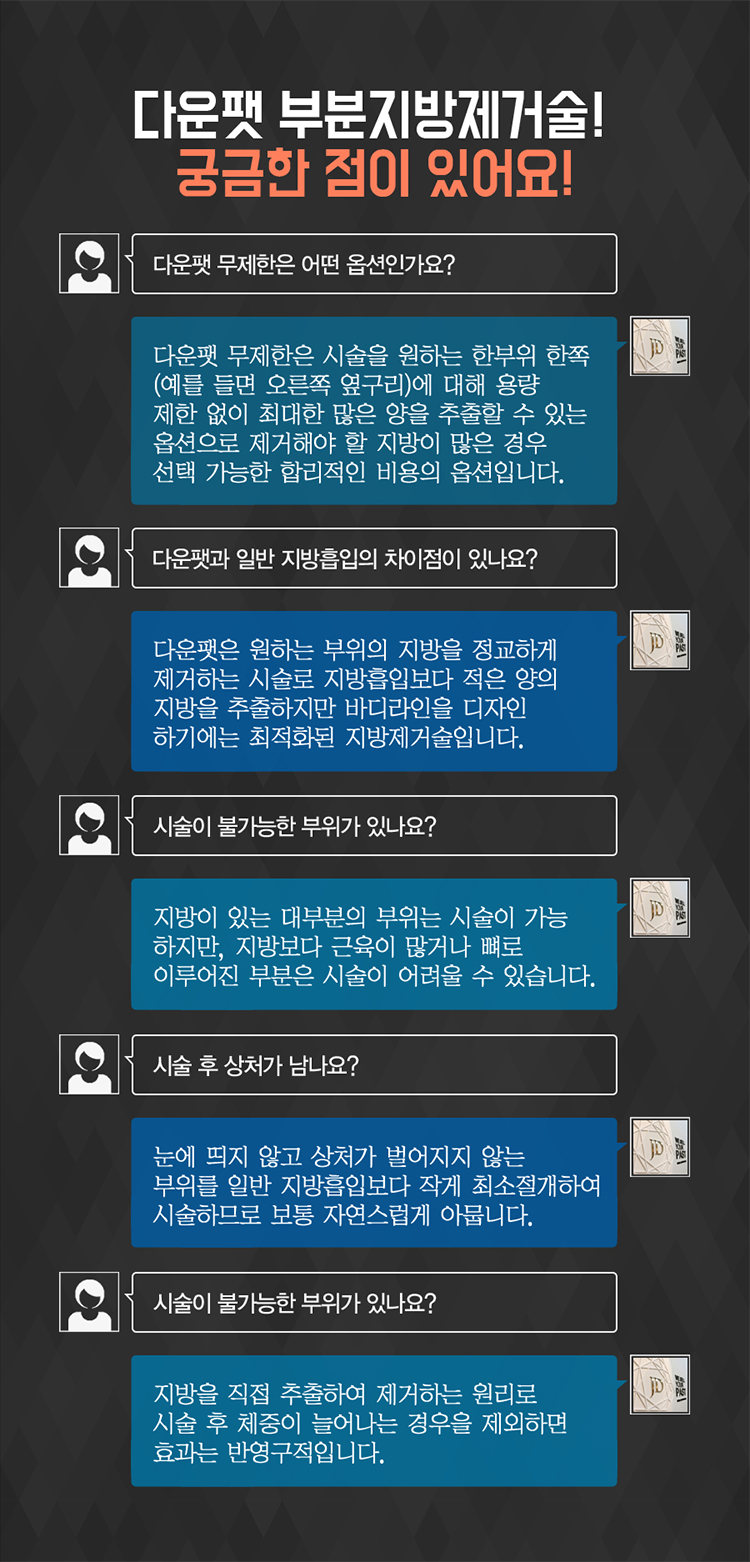 다운팻 부분지방제거술!
궁금한 점이 있어요!
다운팻 무제한은 어떤 옵션인가요?
다운팻 무제한은 시술을 원하는 한부위 한쪽
(예를 들면 오른쪽 옆구리)에 대해 용량
제한 없이 최대한 많은 양을 추출할 수 있는
옵션으로 제거해야 할 지방이 많은 경우
선택 가능한 합리적인 비용의 옵션입니다.
다운팻과 일반 지방흡입의 차이점이 있나요?
다운팻은 원하는 부위의 지방을 정교하게
제거하는 시술로 지방흡입보다 적은 양의
지방을 추출하지만 바디라인을 디자인
하기에는 최적화된 지방제거술입니다.
시술이 불가능한 부위가 있나요?
지방이 있는 대부분의 부위는 시술이 가능
하지만, 지방보다 근육이 많거나 뼈로
이루어진 부분은 시술이 어려울 수 있습니다.
시술 후 상처가 남나요?
눈에 띄지 않고 상처가 벌어지지 않는
부위를 일반 지방흡입보다 작게 최소절개하여
시술하므로 보통 자연스럽게 아뭅니다.
시술이 불가능한 부위가 있나요?
지방을 직접 추출하여 제거하는 원리로
시술 후 체중이 늘어나는 경우을 제외하면
효과는 반영구적입니다.